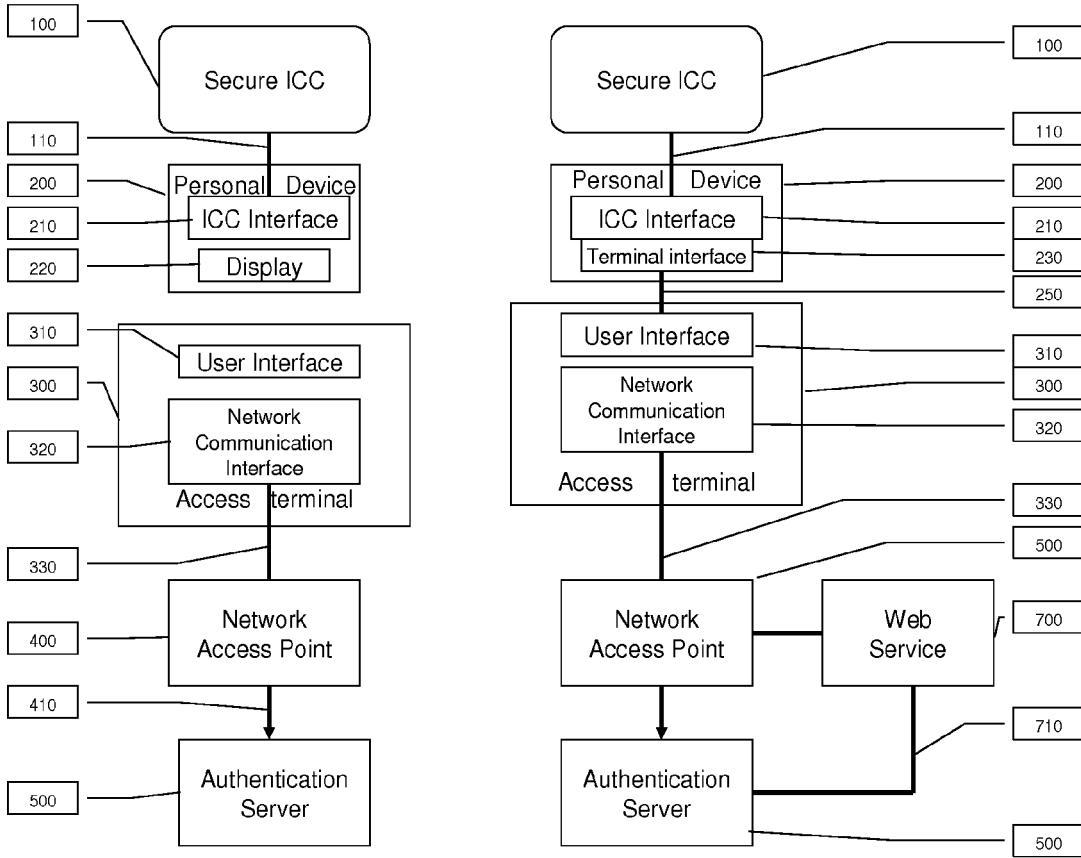 100
Secure ICC
110
200
Personal Device
210
ICC Interface
220
Display
310
User Interface
300
320
Network
Communication
Interface
Access terminal
330
400
Network
Access Point
410
500
Authentication
Server
Secure ICC
100
110
Personal Device
200
ICC Interface
210
Terminal interface
230
250
User Interface
310
300
Network
Communication
Interface
320
Access terminal
330
500
Network
Access Point
Web
Service
700
710
Authentication
Server
500